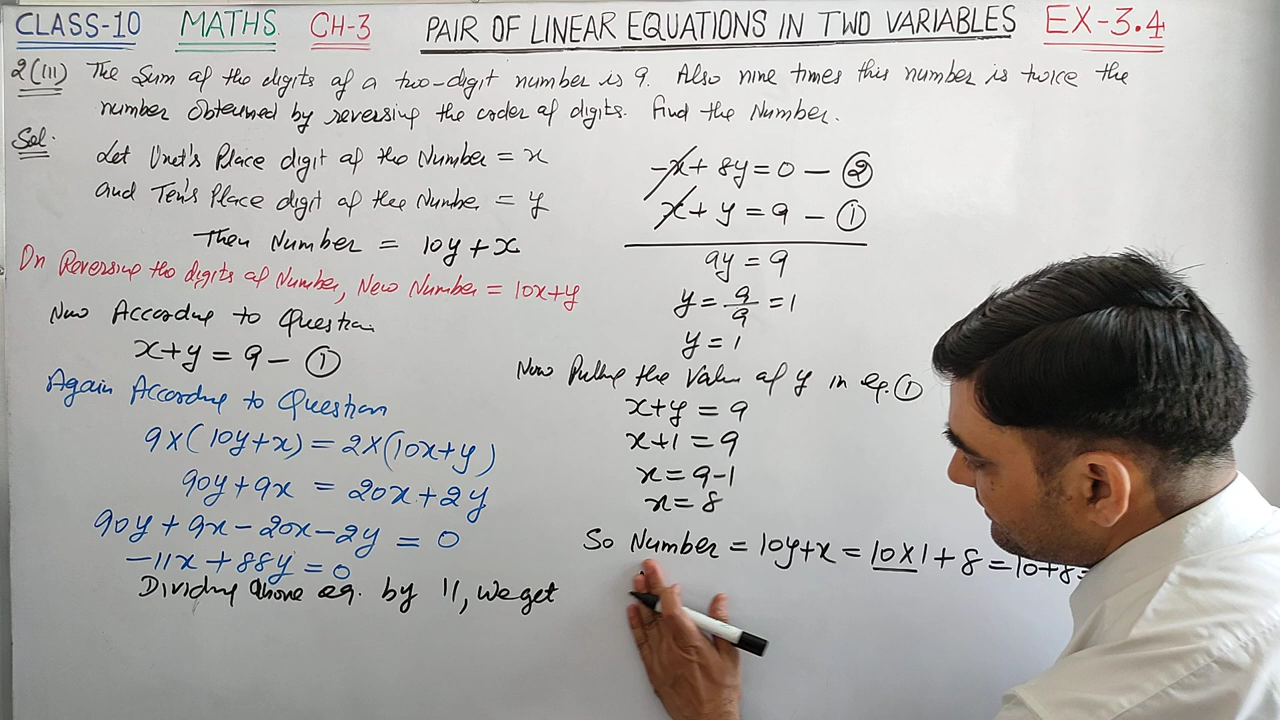 CLASS-10 MATHS CH-3 PAIR OF LINEAR EQUATIONS IN TWO VARIABLES EX-3.4
2(III) The Sum of the digits of a two-digit number is 9. Also nine times this number is twice the
number obtained by reversing the order of digits. Find the Number.
Sol.
Let Unit's Place digit of the Number = x
and Ten's Place digit of the Number = y
Then Number = 10y + x
On Reversing the digits of Number, New Number = 10x+y
Now According to Question
x+y = 9 - ①
Again According to Question
9×(10y+x) = 2×(10x+y)
90y+9x = 20x+2y
90y + 9x - 20x - 2y = 0
-11x + 88y = 0
Dividing above eq. by 11, we get
-x + 8y = 0 - ②
x + y = 9 - ①
9y = 9
y = 9/9 = 1
y = 1
Now Putting the Value of y in eq. ①
x+y = 9
x+1 = 9
x = 9-1
x = 8
So Number = 10y+x = 10×1+8 = 10+8 =